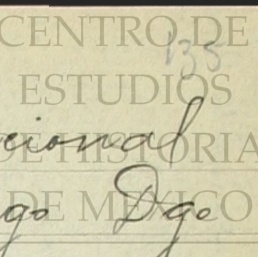 CENTRO DE
135
ESTUDIOS
cional
DE HISTORIA
go Dgo
DE MEXICO